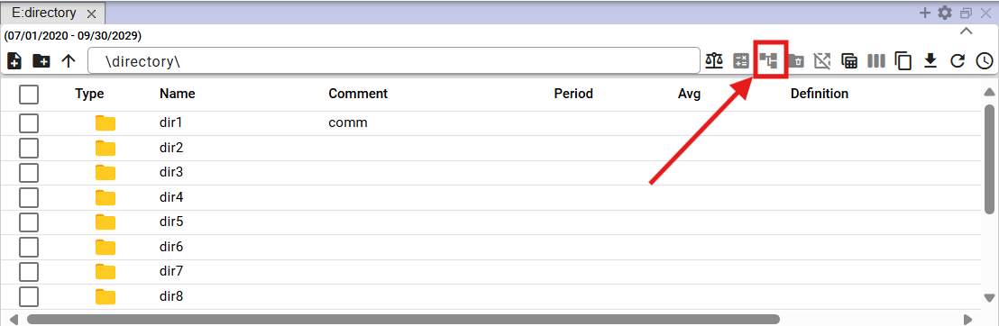 E:directory
(07/01/2020 - 09/30/2029)
\directory\
Type Name Comment Period Avg Definition
dir1 comm
dir2
dir3
dir4
dir5
dir6
dir7
dir8